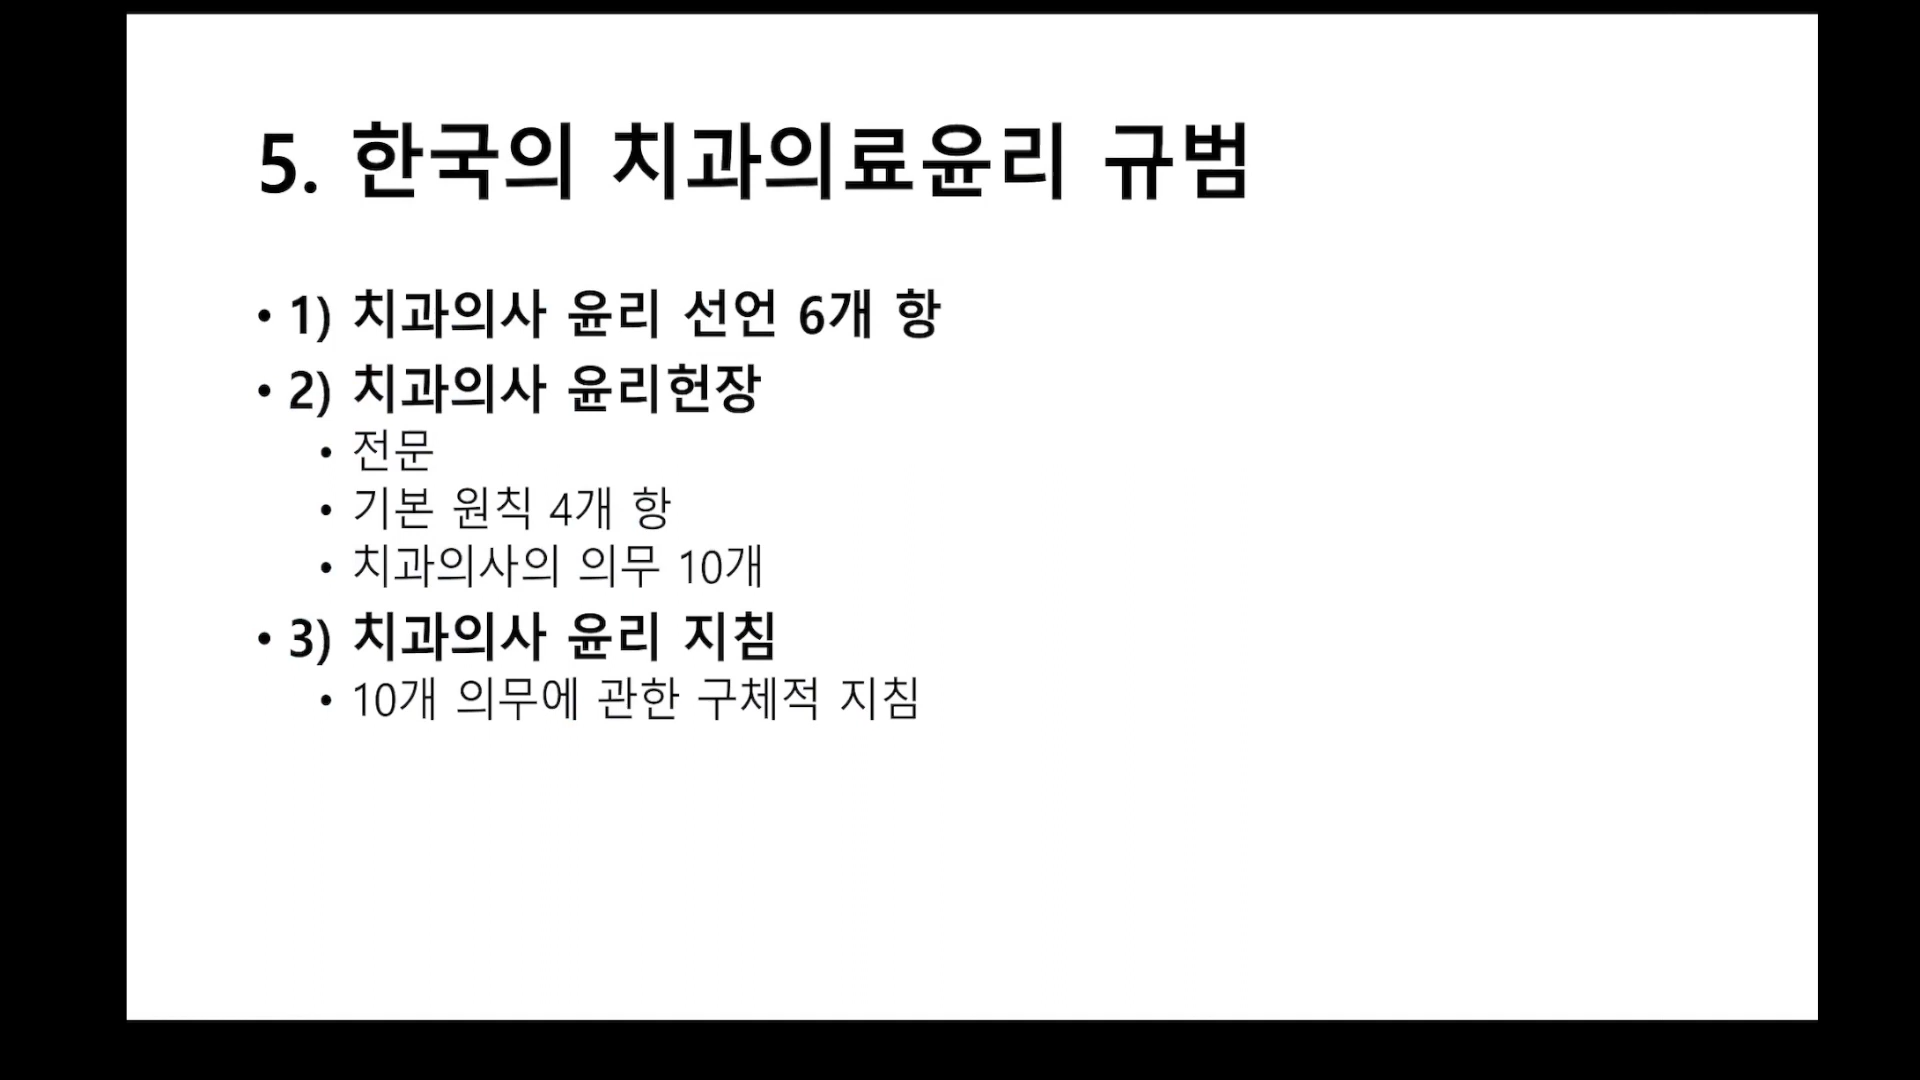 5. 한국의 치과의료윤리 규범
• 1) 치과의사 윤리 선언 6개 항
• 2) 치과의사 윤리헌장
• 전문
• 기본 원칙 4개 항
• 치과의사의 의무 10개
• 3) 치과의사 윤리 지침
• 10개 의무에 관한 구체적 지침